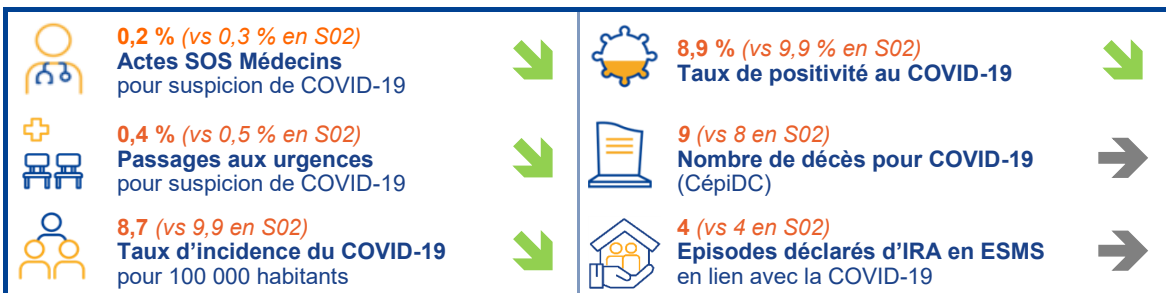 0,2 % (vs 0,3 % en S02)
Actes SOS Médecins
pour suspicion de COVID-19
0,4 % (vs 0,5 % en S02)
Passages aux urgences
pour suspicion de COVID-19
8,7 (vs 9,9 en S02)
Taux d’incidence du COVID-19
pour 100 000 habitants
8,9 % (vs 9,9 % en S02)
Taux de positivité au COVID-19
9 (vs 8 en S02)
Nombre de décès pour COVID-19
(CépiDC)
4 (vs 4 en S02)
Episodes déclarés d’IRA en ESMS
en lien avec la COVID-19